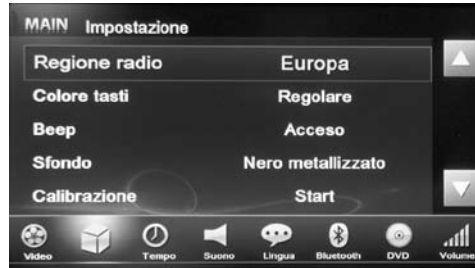 MAIN Impostazione
Regione radio Europa
Colore tasti Regolare
Beep Acceso
Sfondo Nero metallizzato
Calibrazione Start
Video Tempo Suono Lingua Bluetooth DVD Volume